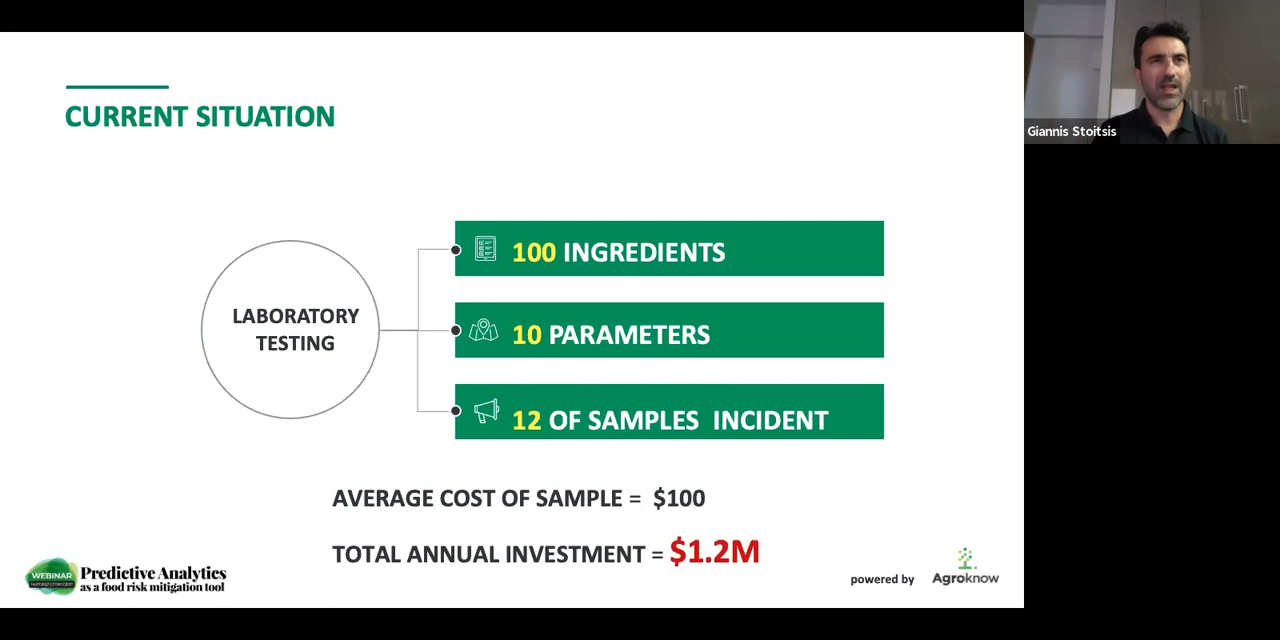 CURRENT SITUATION
LABORATORY
TESTING
100 INGREDIENTS
10 PARAMETERS
12 OF SAMPLES INCIDENT
AVERAGE COST OF SAMPLE = $100
TOTAL ANNUAL INVESTMENT = $1.2M
WEBINAR
Predictive Analytics
as a food risk mitigation tool
powered by
Agroknow
Giannis Stoitsis